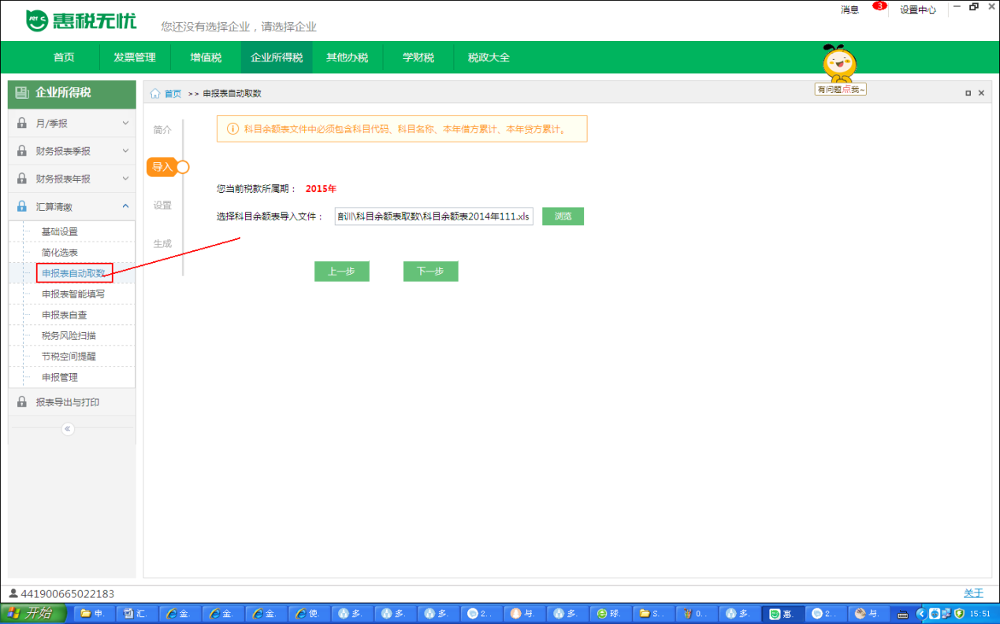 消息 3 设置中心
惠税无忧
您还没有选择企业，请选择企业
首页 发票管理 增值税 企业所得税 其他办税 学财税 税政大全
有问题点我~
企业所得税
首页 >> 申报表自动取数
月/季报
财务报表季报
财务报表年报
汇算清缴
基础设置
简化选表
申报表自动取数
申报表智能填写
申报表自查
税务风险扫描
节税空间提醒
申报管理
报表导出与打印
简介
导入
设置
生成
科目余额表文件中必须包含科目代码、科目名称、本年借方累计、本年贷方累计。
您当前税款所属期： 2015年
选择科目余额表导入文件： 训\科目余额表取数\科目余额表2014年111.xls 浏览
上一步 下一步
441900665022183 关于
开始 申 汇. 金. 金. 金. 使 多. 多. 多. 2.. 与. 多. 球. S.. 0.. 多. 惠. 2.. 与. 15:51